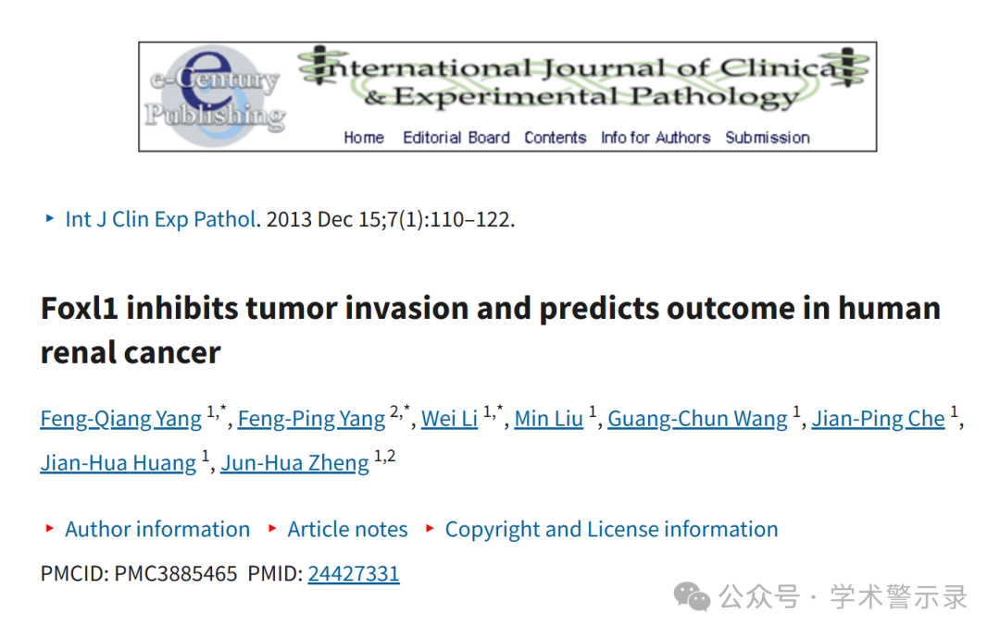 e-Century
Publishing
International Journal of Clinical
& Experimental Pathology
Home Editorial Board Contents Info for Authors Submission
‣ Int J Clin Exp Pathol. 2013 Dec 15;7(1):110–122.
Foxl1 inhibits tumor invasion and predicts outcome in human
renal cancer
Feng-Qiang Yang 1,*, Feng-Ping Yang 2,*, Wei Li 1,*, Min Liu 1, Guang-Chun Wang 1, Jian-Ping Che 1,
Jian-Hua Huang 1, Jun-Hua Zheng 1,2
‣ Author information ‣ Article notes ‣ Copyright and License information
PMCID: PMC3885465 PMID: 24427331
公众号 · 学术警示录